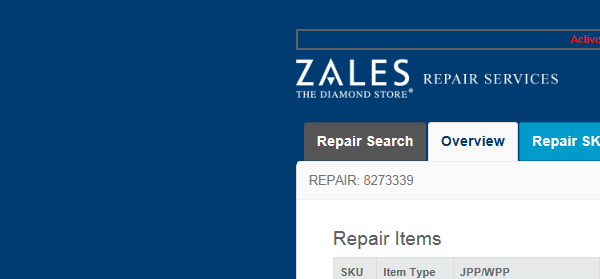 Active
ZALES
THE DIAMOND STORE®
REPAIR SERVICES
Repair Search Overview Repair SK
REPAIR: 8273339
Repair Items
SKU Item Type JPP/WPP